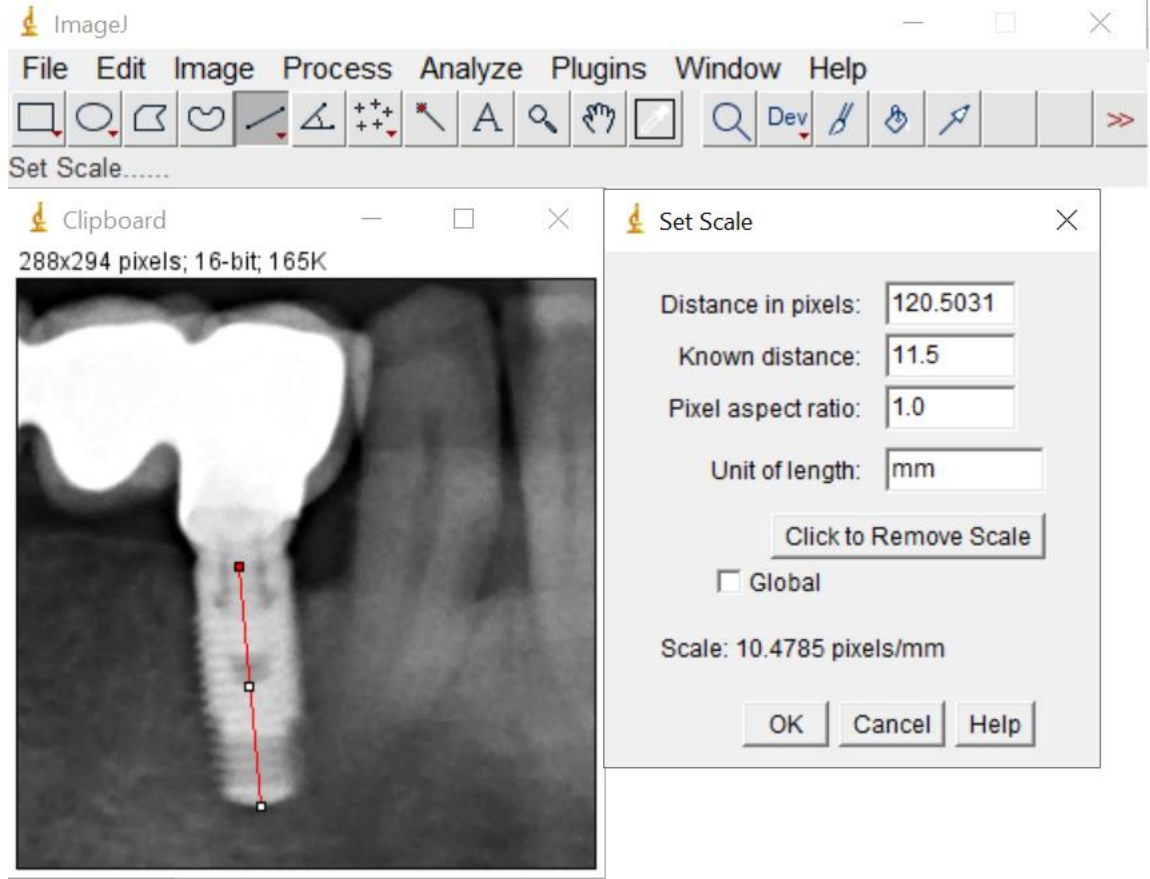 ImageJ
File Edit Image Process Analyze Plugins Window Help
A Dev >>
Set Scale......
Clipboard
288x294 pixels; 16-bit; 165K
Set Scale
Distance in pixels: 120.5031
Known distance: 11.5
Pixel aspect ratio: 1.0
Unit of length: mm
Click to Remove Scale
Global
Scale: 10.4785 pixels/mm
OK Cancel Help